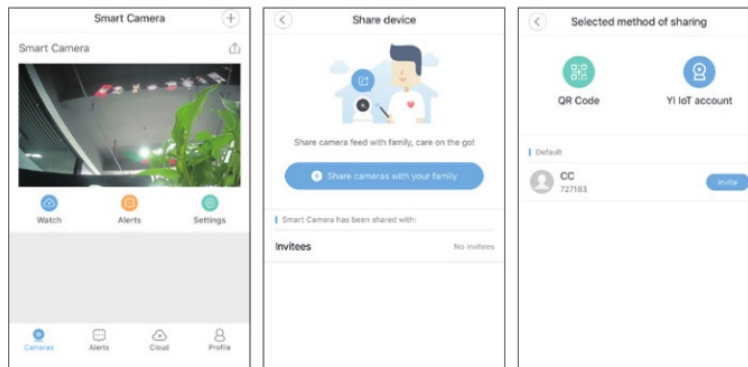 Smart Camera
Smart Camera
Watch
Alerts
Settings
Cameras
Alerts
Cloud
Profile
Share device
Share camera feed with family, care on the go!
Share cameras with your family
Smart Camera has been shared with:
Invitees
No invitees
Selected method of sharing
QR Code
YI IoT account
Default
CC
727183
Invite